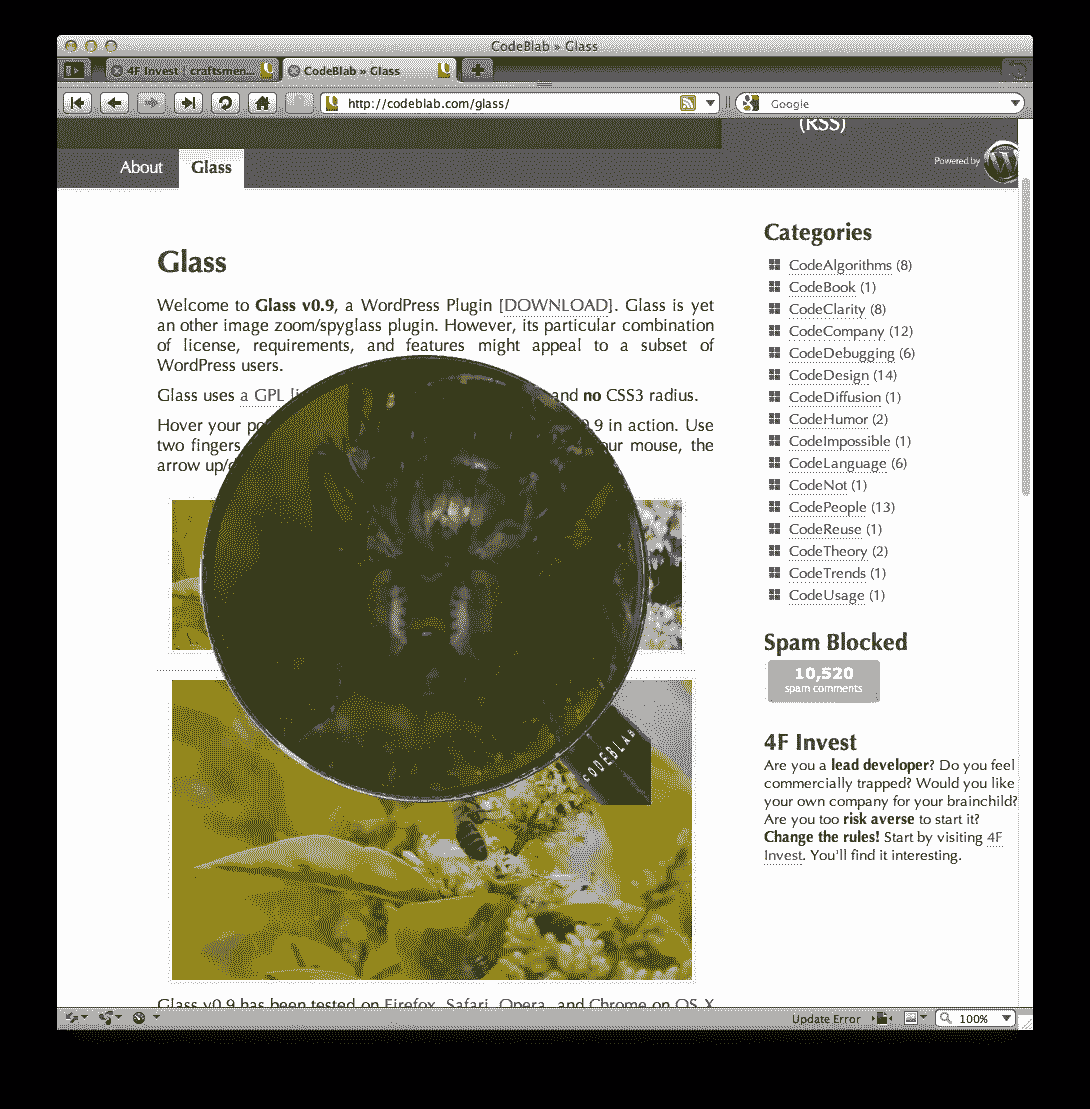 CodeBlab » Glass
4F Invest | craftsmen...
CodeBlab » Glass
http://codeblab.com/glass/
Google
(RSS)
About
Glass
Powered by
Glass
Welcome to Glass v0.9, a WordPress Plugin [DOWNLOAD]. Glass is yet
an other image zoom/spyglass plugin. However, its particular combination
of license, requirements, and features might appeal to a subset of
WordPress users.
Glass uses a GPL and no CSS3 radius.
Hover your 0.9 in action. Use
two fingers your mouse, the
arrow
CODEBLAB
Glass v0.9 has been tested on Firefox, Safari, Opera, and Chrome on OS X
Categories
CodeAlgorithms (8)
CodeBook (1)
CodeClarity (8)
CodeCompany (12)
CodeDebugging (6)
CodeDesign (14)
CodeDiffusion (1)
CodeHumor (2)
CodeImpossible (1)
CodeLanguage (6)
CodeNot (1)
CodePeople (13)
CodeReuse (1)
CodeTheory (2)
CodeTrends (1)
CodeUsage (1)
Spam Blocked
10,520
spam comments
4F Invest
Are you a lead developer? Do you feel
commercially trapped? Would you like
your own company for your brainchild?
Are you too risk averse to start it?
Change the rules! Start by visiting 4F
Invest. You'll find it interesting.
Update Error
100%